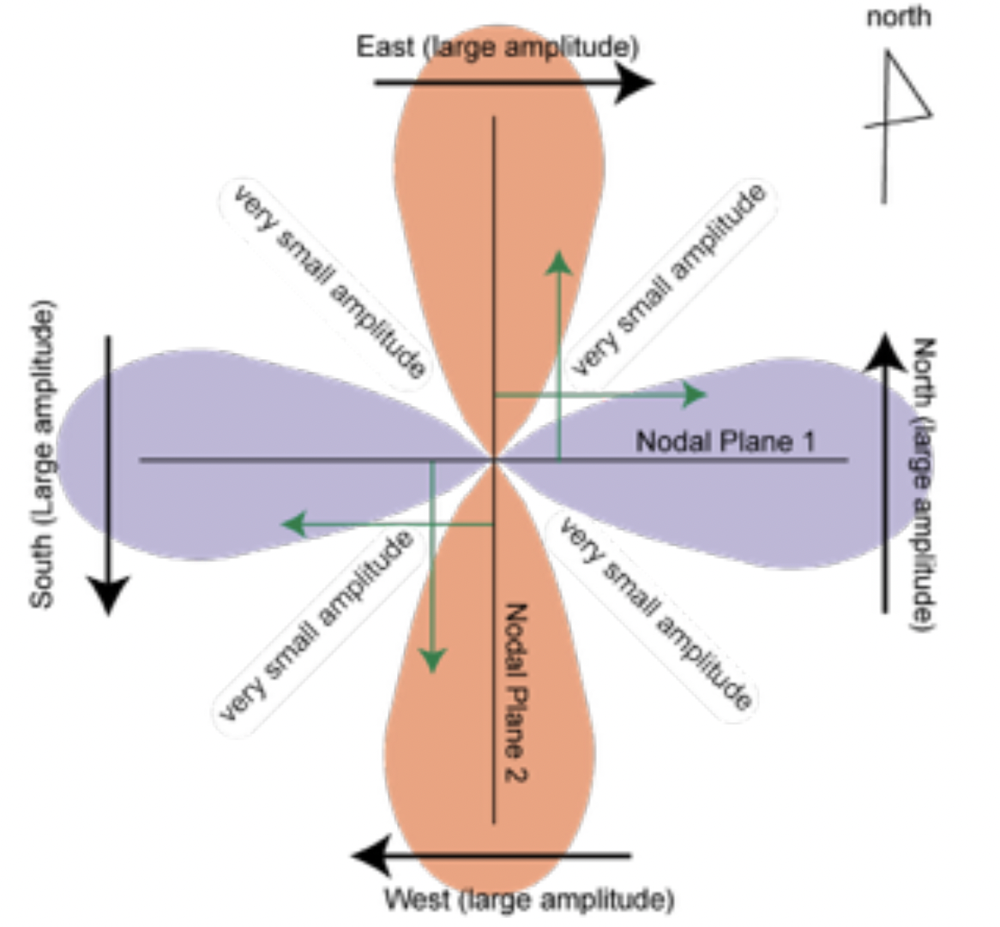 north
East (large amplitude)
very small amplitude
very small amplitude
South (Large amplitude)
North (large amplitude)
Nodal Plane 1
very small amplitude
very small amplitude
Nodal Plane 2
West (large amplitude)